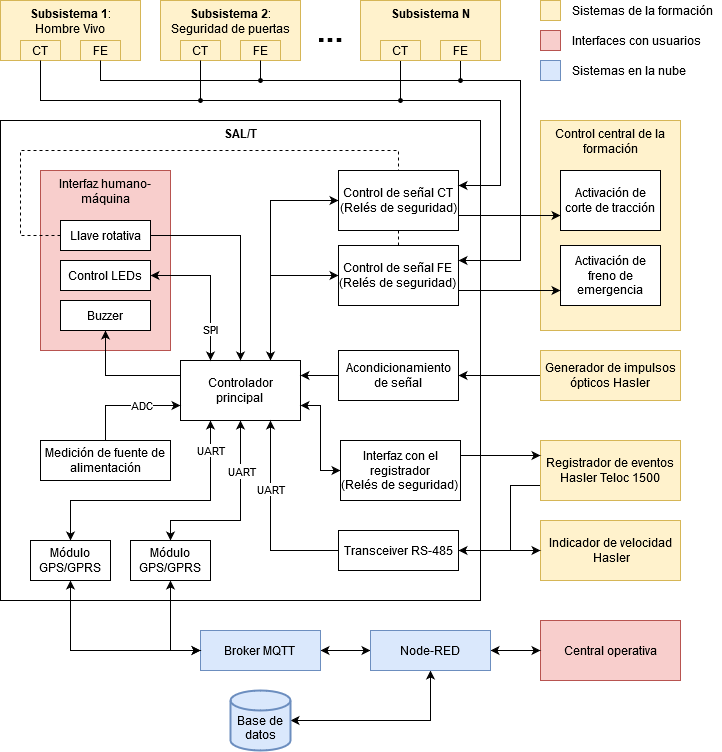 Subsistema 1:
Hombre Vivo
CT
FE
Subsistema 2:
Seguridad de puertas
CT
FE
...
Subsistema N
CT
FE
Sistemas de la formación
Interfaces con usuarios
Sistemas en la nube
SAL/T
Interfaz humano-
máquina
Llave rotativa
Control LEDs
Buzzer
SPI
Control de señal CT
(Relés de seguridad)
Control de señal FE
(Relés de seguridad)
Control central de la
formación
Activación de
corte de tracción
Activación de
freno de
emergencia
Controlador
principal
Acondicionamiento
de señal
Generador de impulsos
ópticos Hasler
ADC
Medición de fuente de
alimentación
UART
UART
UART
Interfaz con el
registrador
(Relés de seguridad)
Registrador de eventos
Hasler Teloc 1500
Módulo
GPS/GPRS
Módulo
GPS/GPRS
Transceiver RS-485
Indicador de velocidad
Hasler
Broker MQTT
Node-RED
Central operativa
Base de
datos